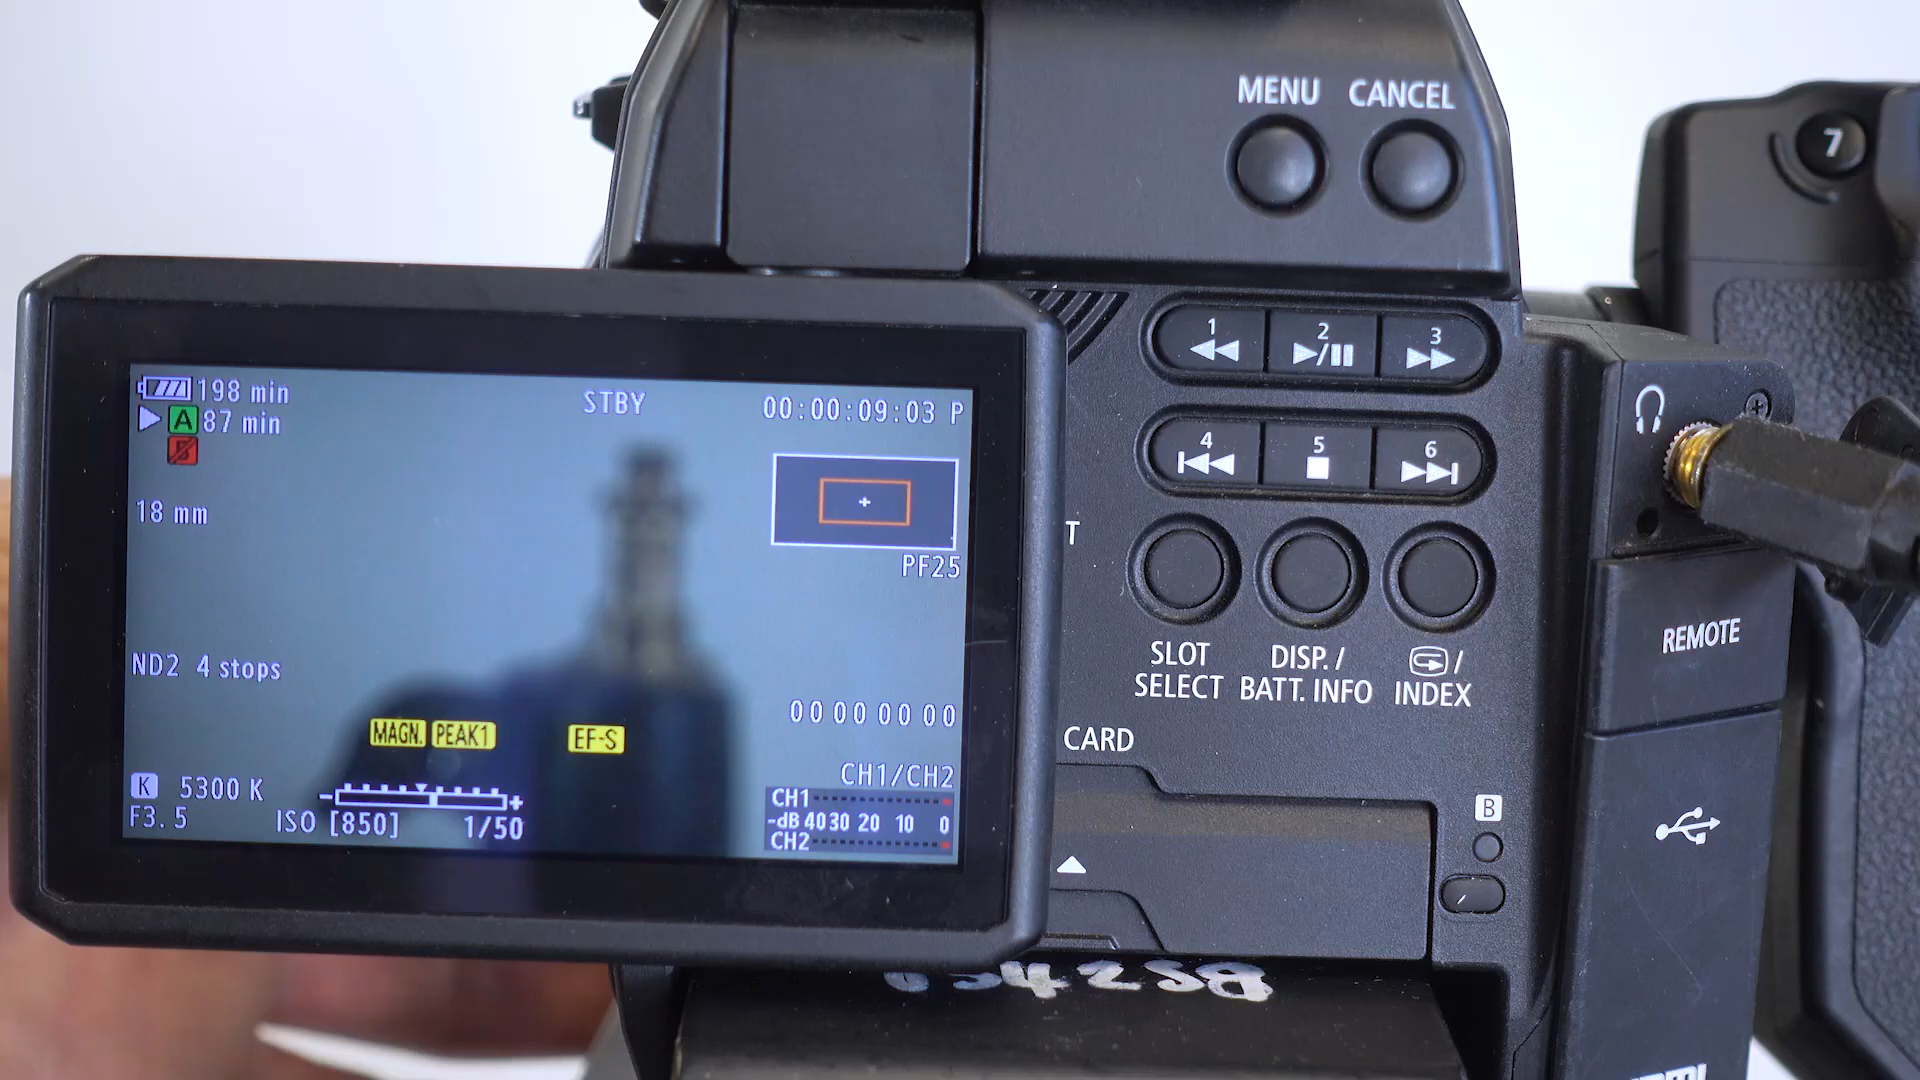 MENU CANCEL
7
1 2 3
4 5 6
198 min
STBY
00:00:09:03 P
A 87 min
18 mm
PF25
T
SLOT SELECT
DISP./ BATT. INFO
/ INDEX
REMOTE
ND2 4 stops
00 00 00 00
MAGN. PEAK1 EF-S
CARD
K 5300 K
CH1/CH2
CH1
-dB 40 30 20 10 0
CH2
F3.5 ISO [850] 1/50
- +
B